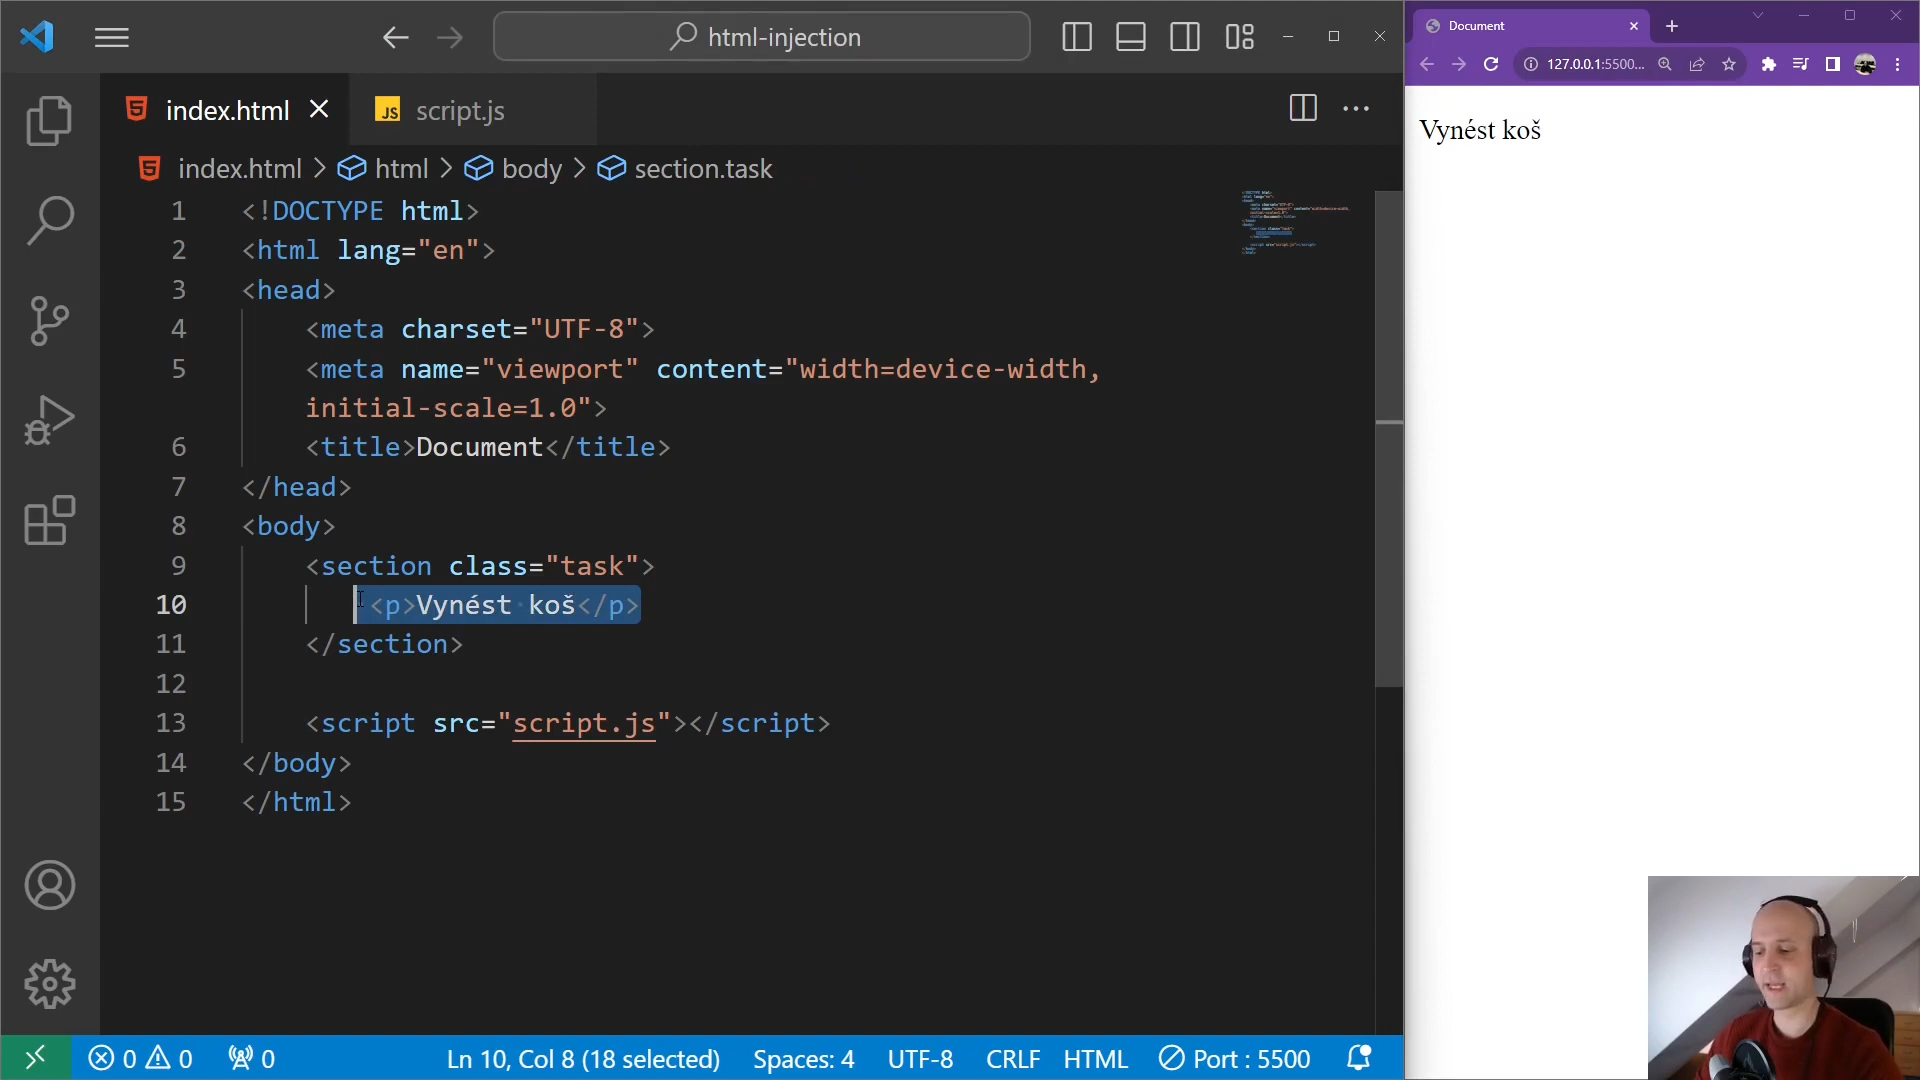 html-injection
index.html
JS script.js
index.html > html > body > section.task
1 <!DOCTYPE html>
2 <html lang="en">
3 <head>
4 <meta charset="UTF-8">
5 <meta name="viewport" content="width=device-width,
initial-scale=1.0">
6 <title>Document</title>
7 </head>
8 <body>
9 <section class="task">
10 <p>Vynést koš</p>
11 </section>
12
13 <script src="script.js"></script>
14 </body>
15 </html>
0 0 0 Ln 10, Col 8 (18 selected) Spaces: 4 UTF-8 CRLF HTML Port : 5500
Document
127.0.0.1:5500...
Vynést koš